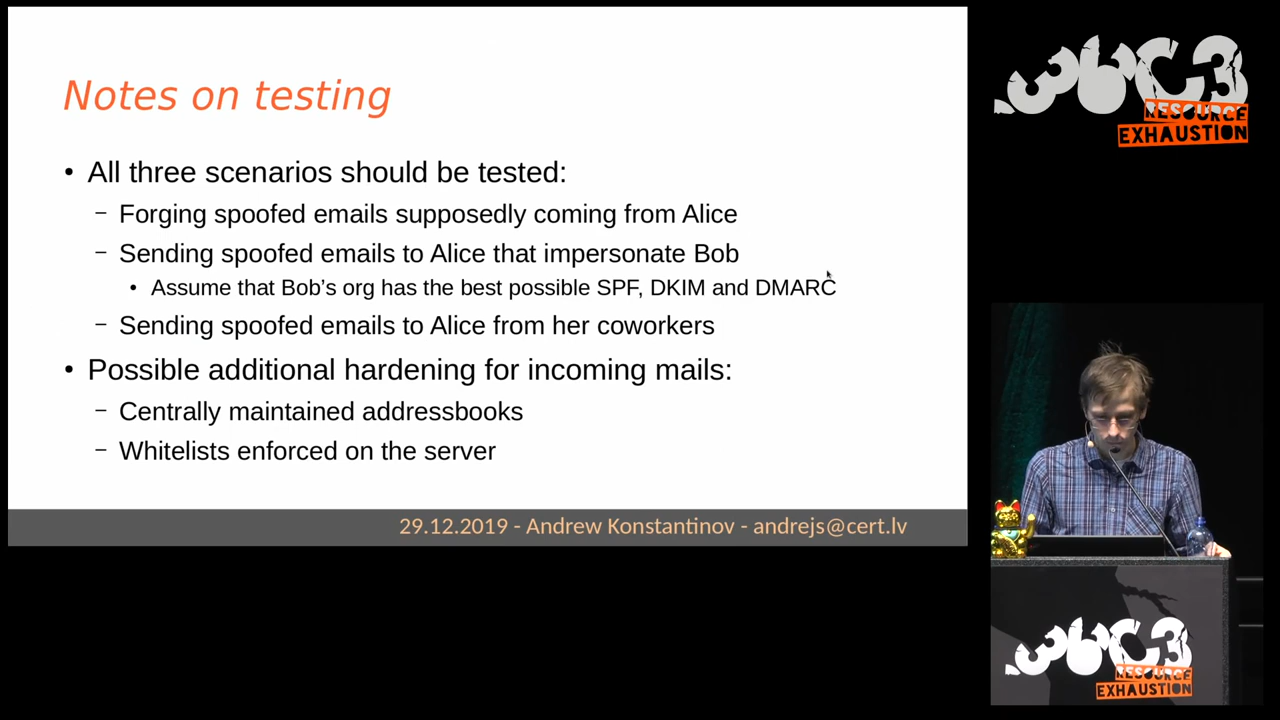 Notes on testing
• All three scenarios should be tested:
– Forging spoofed emails supposedly coming from Alice
– Sending spoofed emails to Alice that impersonate Bob
• Assume that Bob's org has the best possible SPF, DKIM and DMARC
– Sending spoofed emails to Alice from her coworkers
• Possible additional hardening for incoming mails:
– Centrally maintained addressbooks
– Whitelists enforced on the server
29.12.2019 - Andrew Konstantinov - andrejs@cert.lv
36C3
RESOURCE
EXHAUSTION
36C3
RESOURCE
EXHAUSTION